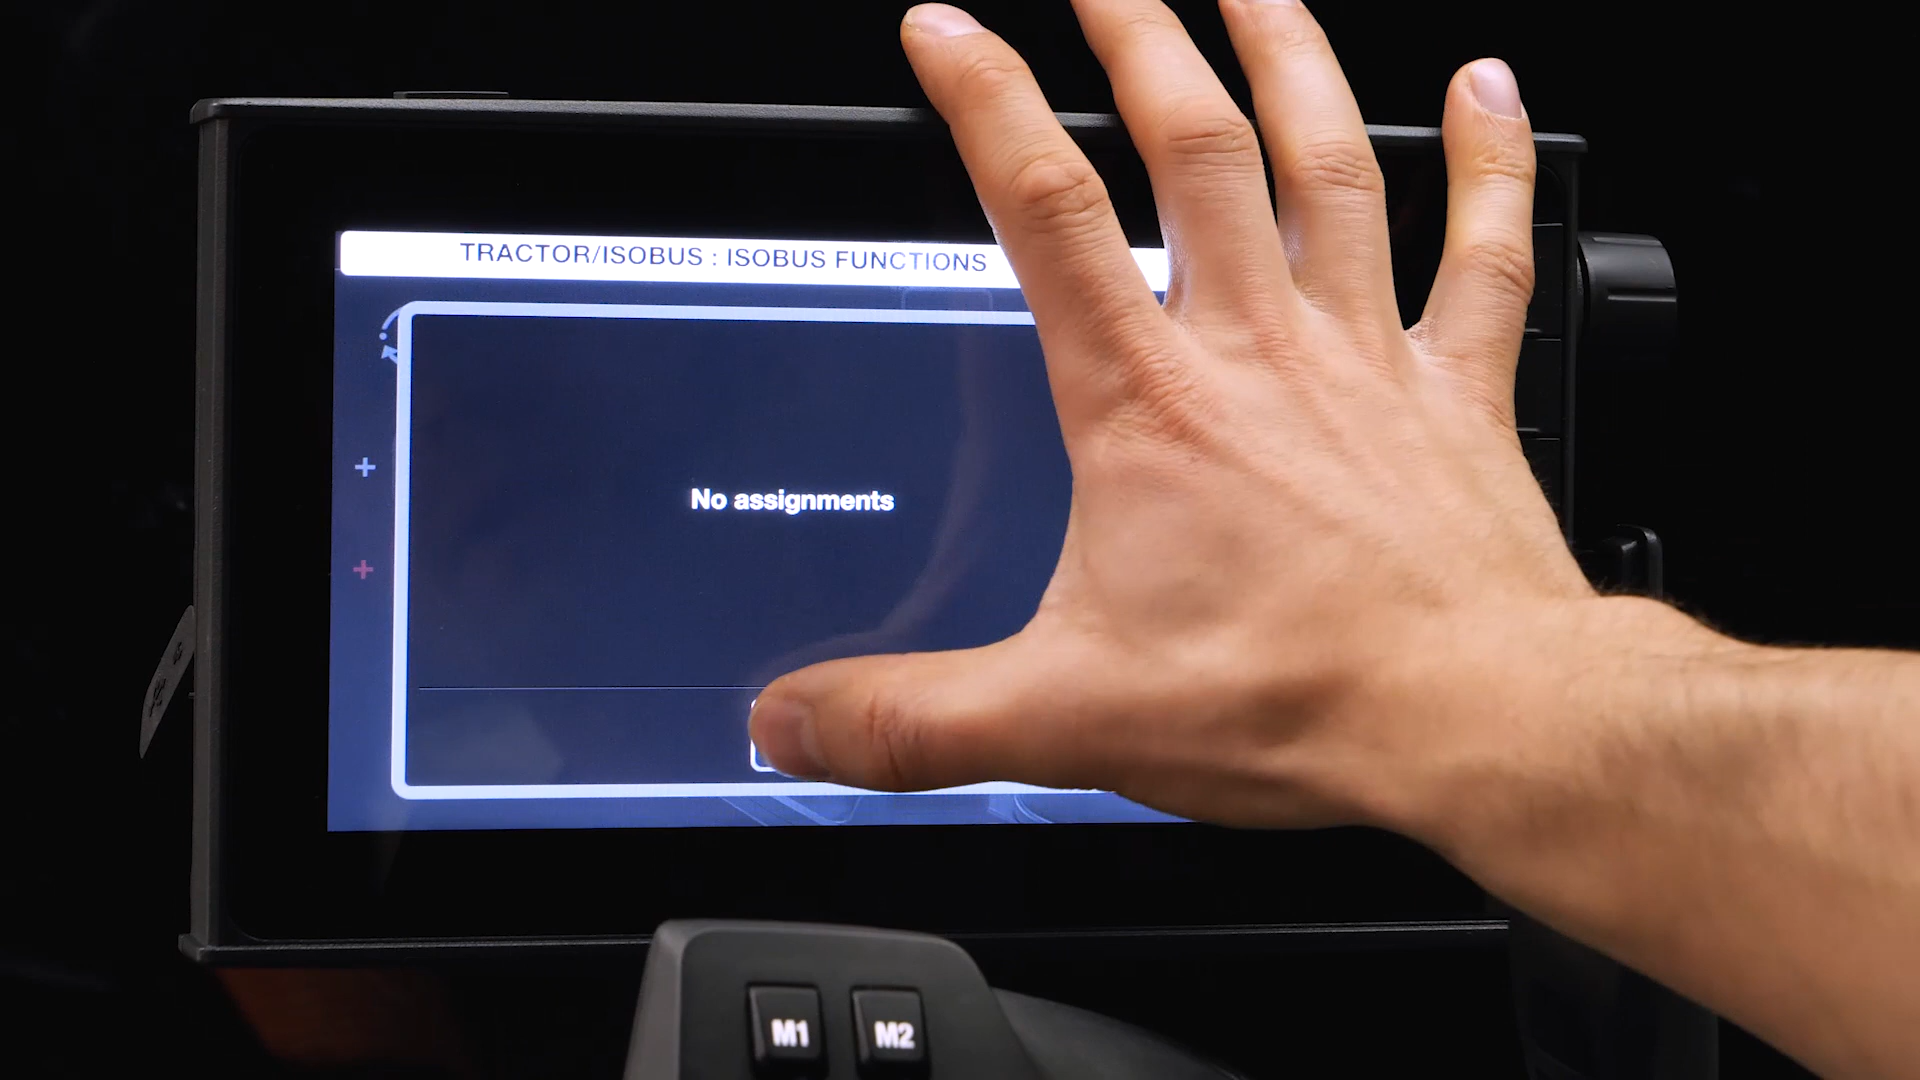 TRACTOR/ISOBUS : ISOBUS FUNCTIONS
+
No assignments
+
M1 M2